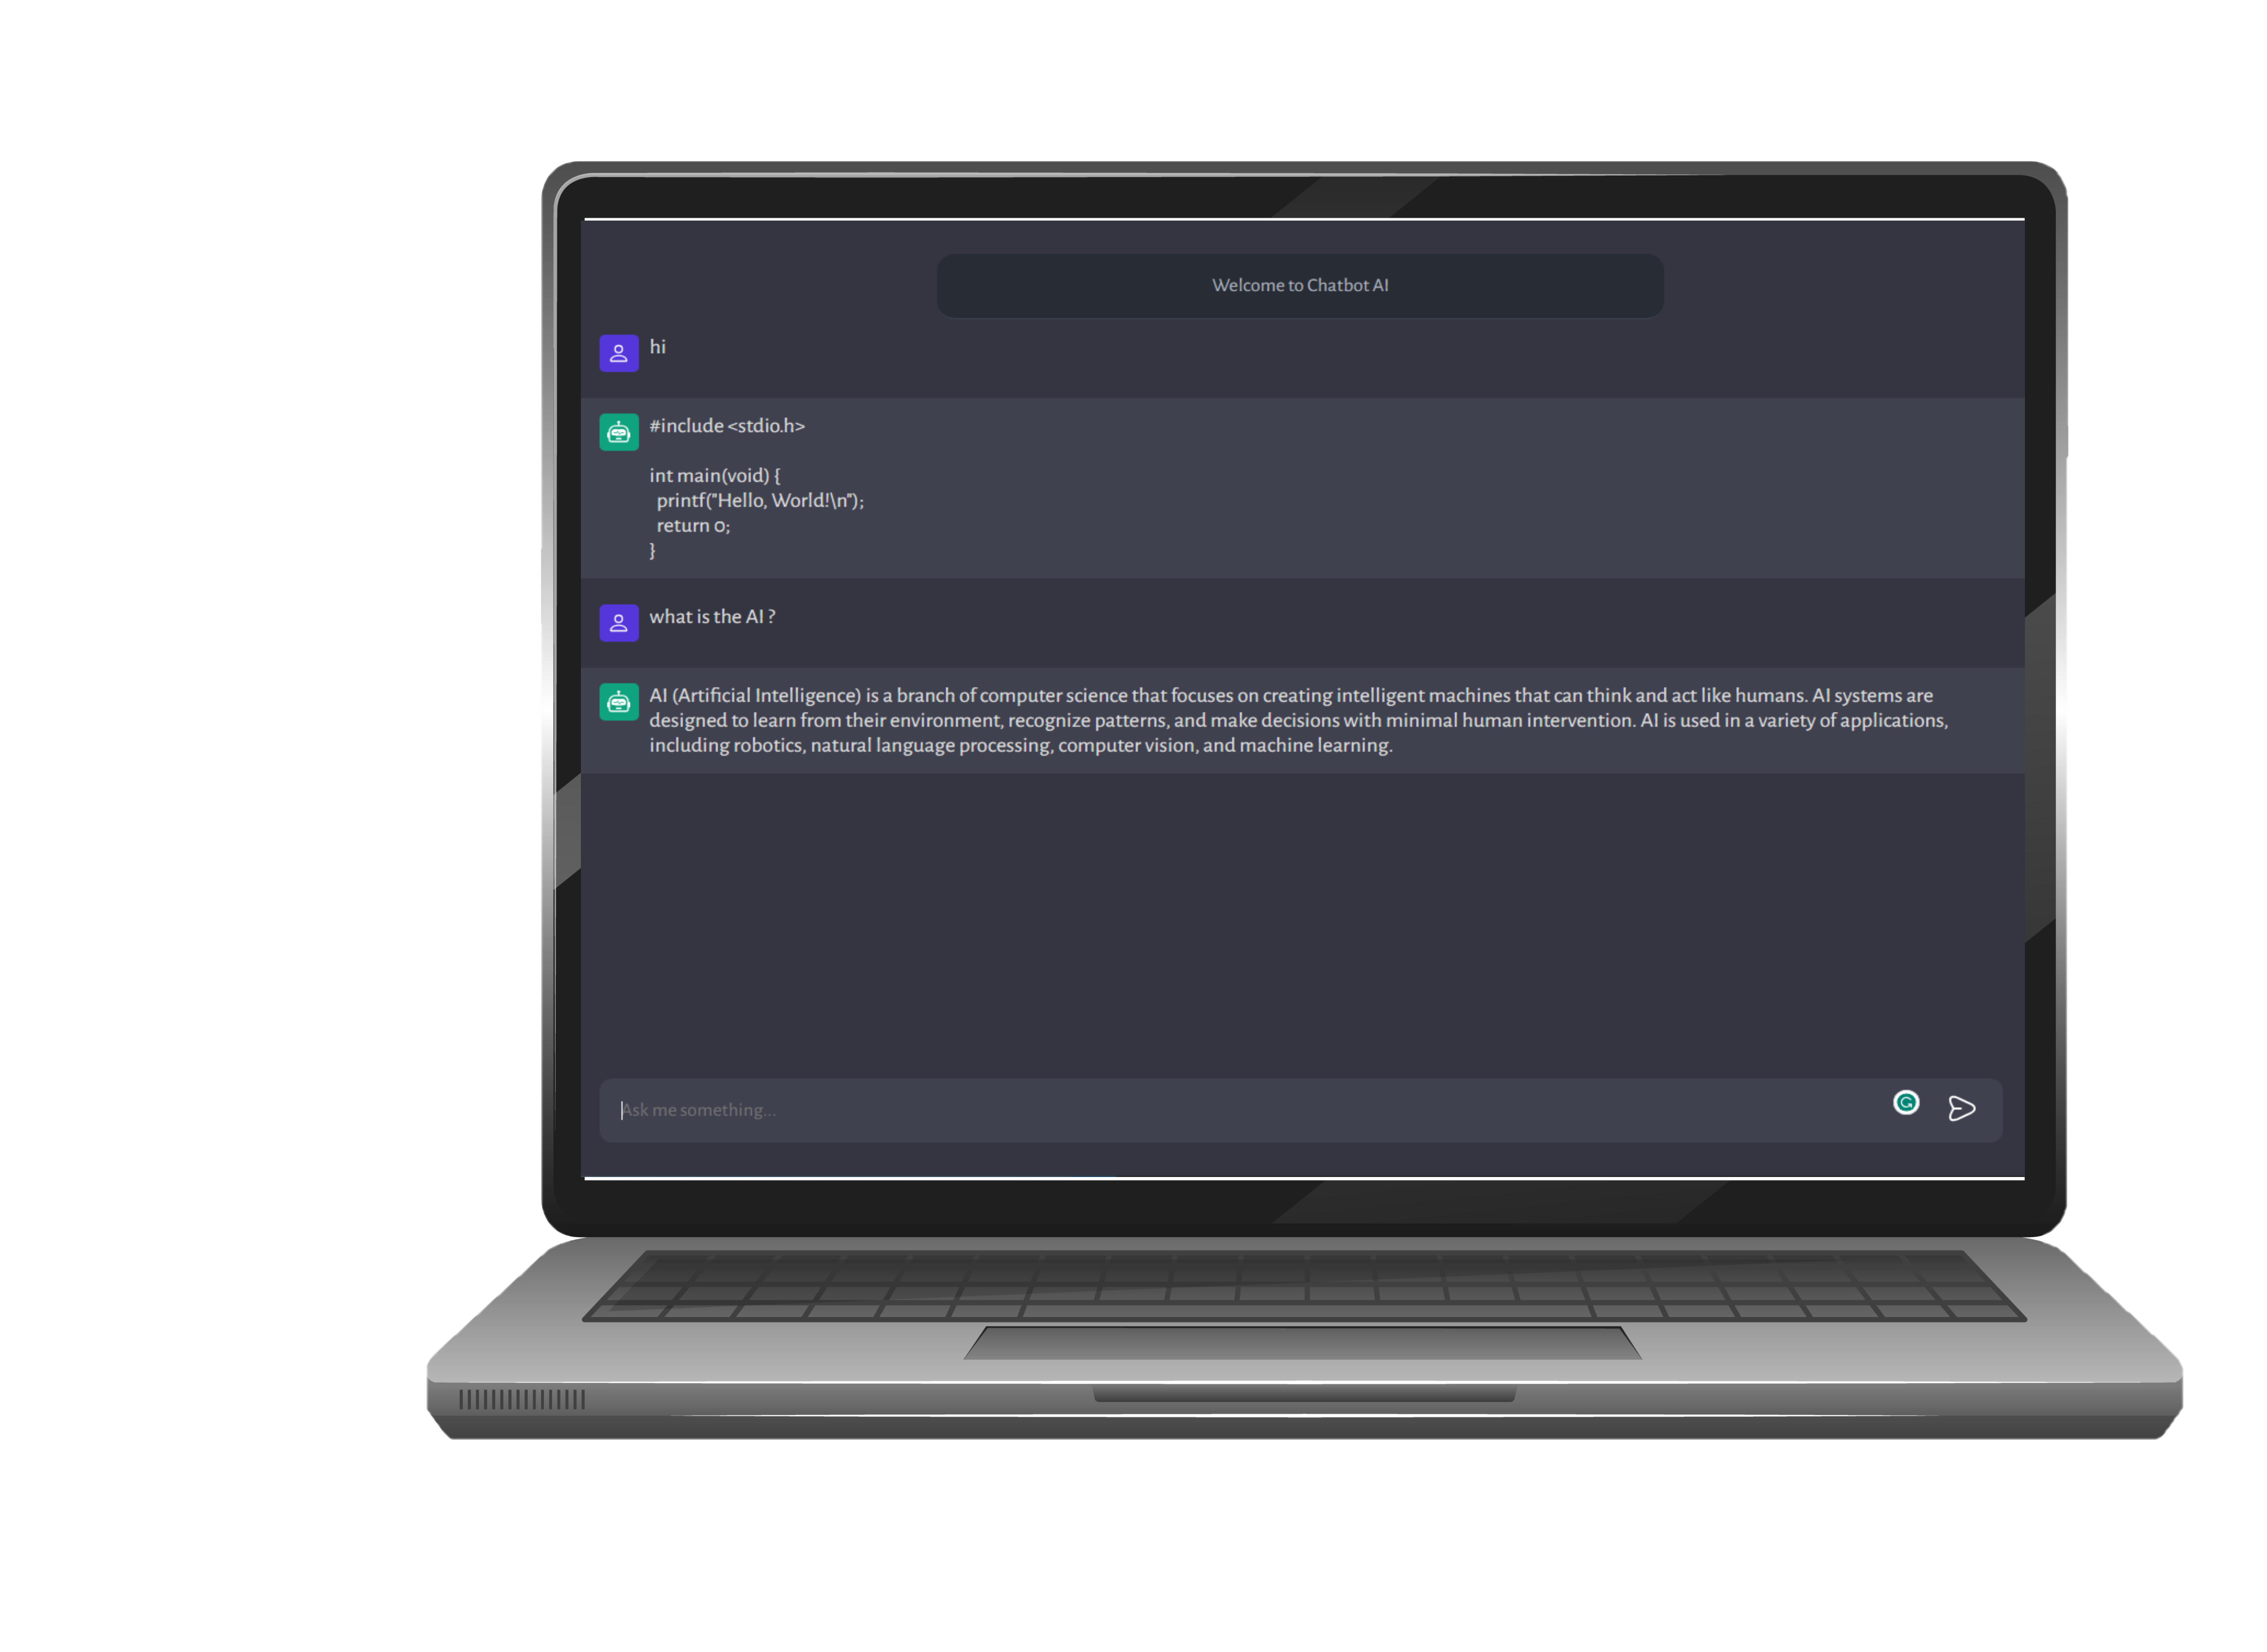 Welcome to Chatbot AI
hi
#include <stdio.h>
int main(void) {
printf("Hello, World!\n");
return 0;
}
what is the AI ?
AI (Artificial Intelligence) is a branch of computer science that focuses on creating intelligent machines that can think and act like humans. AI systems are
designed to learn from their environment, recognize patterns, and make decisions with minimal human intervention. AI is used in a variety of applications,
including robotics, natural language processing, computer vision, and machine learning.
Ask me something...